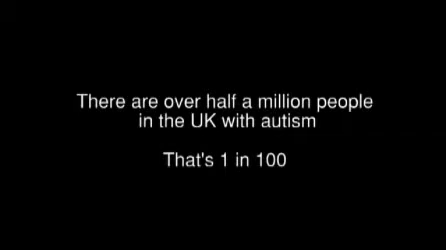 There are over half a million people
in the UK with autism
That's 1 in 100